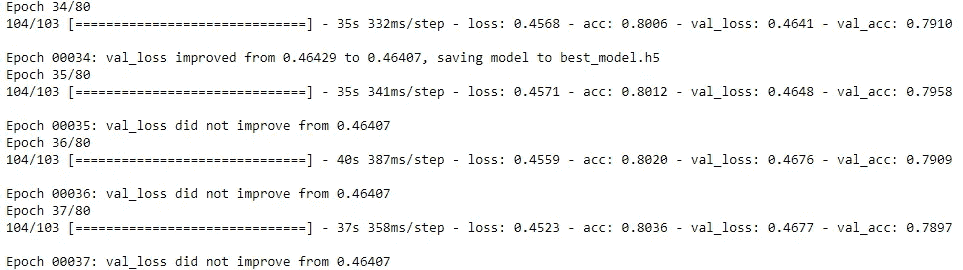 Epoch 34/80
104/103 [==============================] - 35s 332ms/step - loss: 0.4568 - acc: 0.8006 - val_loss: 0.4641 - val_acc: 0.7910
Epoch 00034: val_loss improved from 0.46429 to 0.46407, saving model to best_model.h5
Epoch 35/80
104/103 [==============================] - 35s 341ms/step - loss: 0.4571 - acc: 0.8012 - val_loss: 0.4648 - val_acc: 0.7958
Epoch 00035: val_loss did not improve from 0.46407
Epoch 36/80
104/103 [==============================] - 40s 387ms/step - loss: 0.4559 - acc: 0.8020 - val_loss: 0.4676 - val_acc: 0.7909
Epoch 00036: val_loss did not improve from 0.46407
Epoch 37/80
104/103 [==============================] - 37s 358ms/step - loss: 0.4523 - acc: 0.8036 - val_loss: 0.4677 - val_acc: 0.7897
Epoch 00037: val_loss did not improve from 0.46407